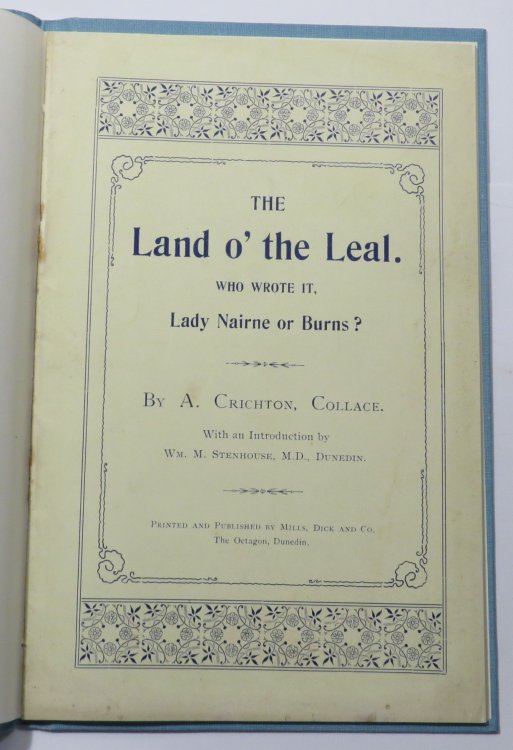 THE
Land o' the Leal.
WHO WROTE IT,
Lady Nairne or Burns?
BY A. CRICHTON, COLLACE.
With an Introduction by
WM. M. STENHOUSE, M.D., DUNEDIN.
PRINTED AND PUBLISHED BY MILLS, DICK AND CO,
The Octagon, Dunedin.